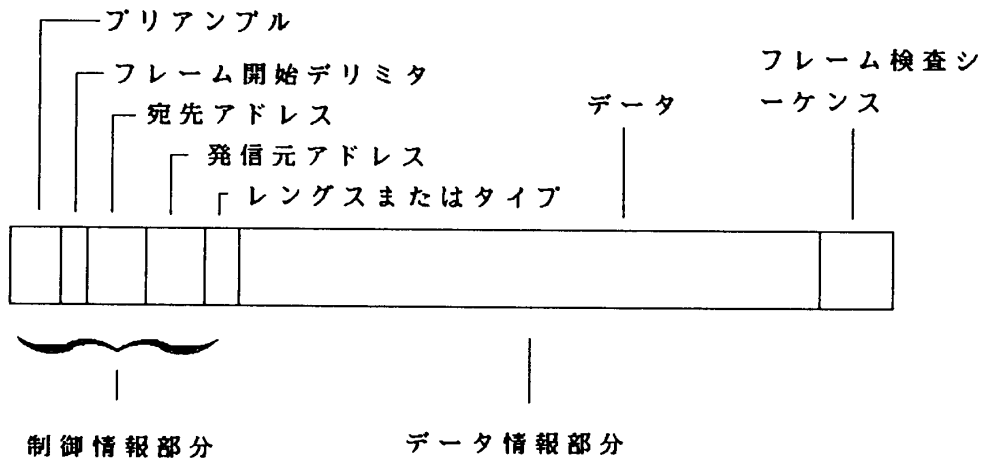 プリアンブル
フレーム開始デリミタ
宛先アドレス
発信元アドレス
レングスまたはタイプ
データ
フレーム検査シ
ーケンス
制御情報部分
データ情報部分